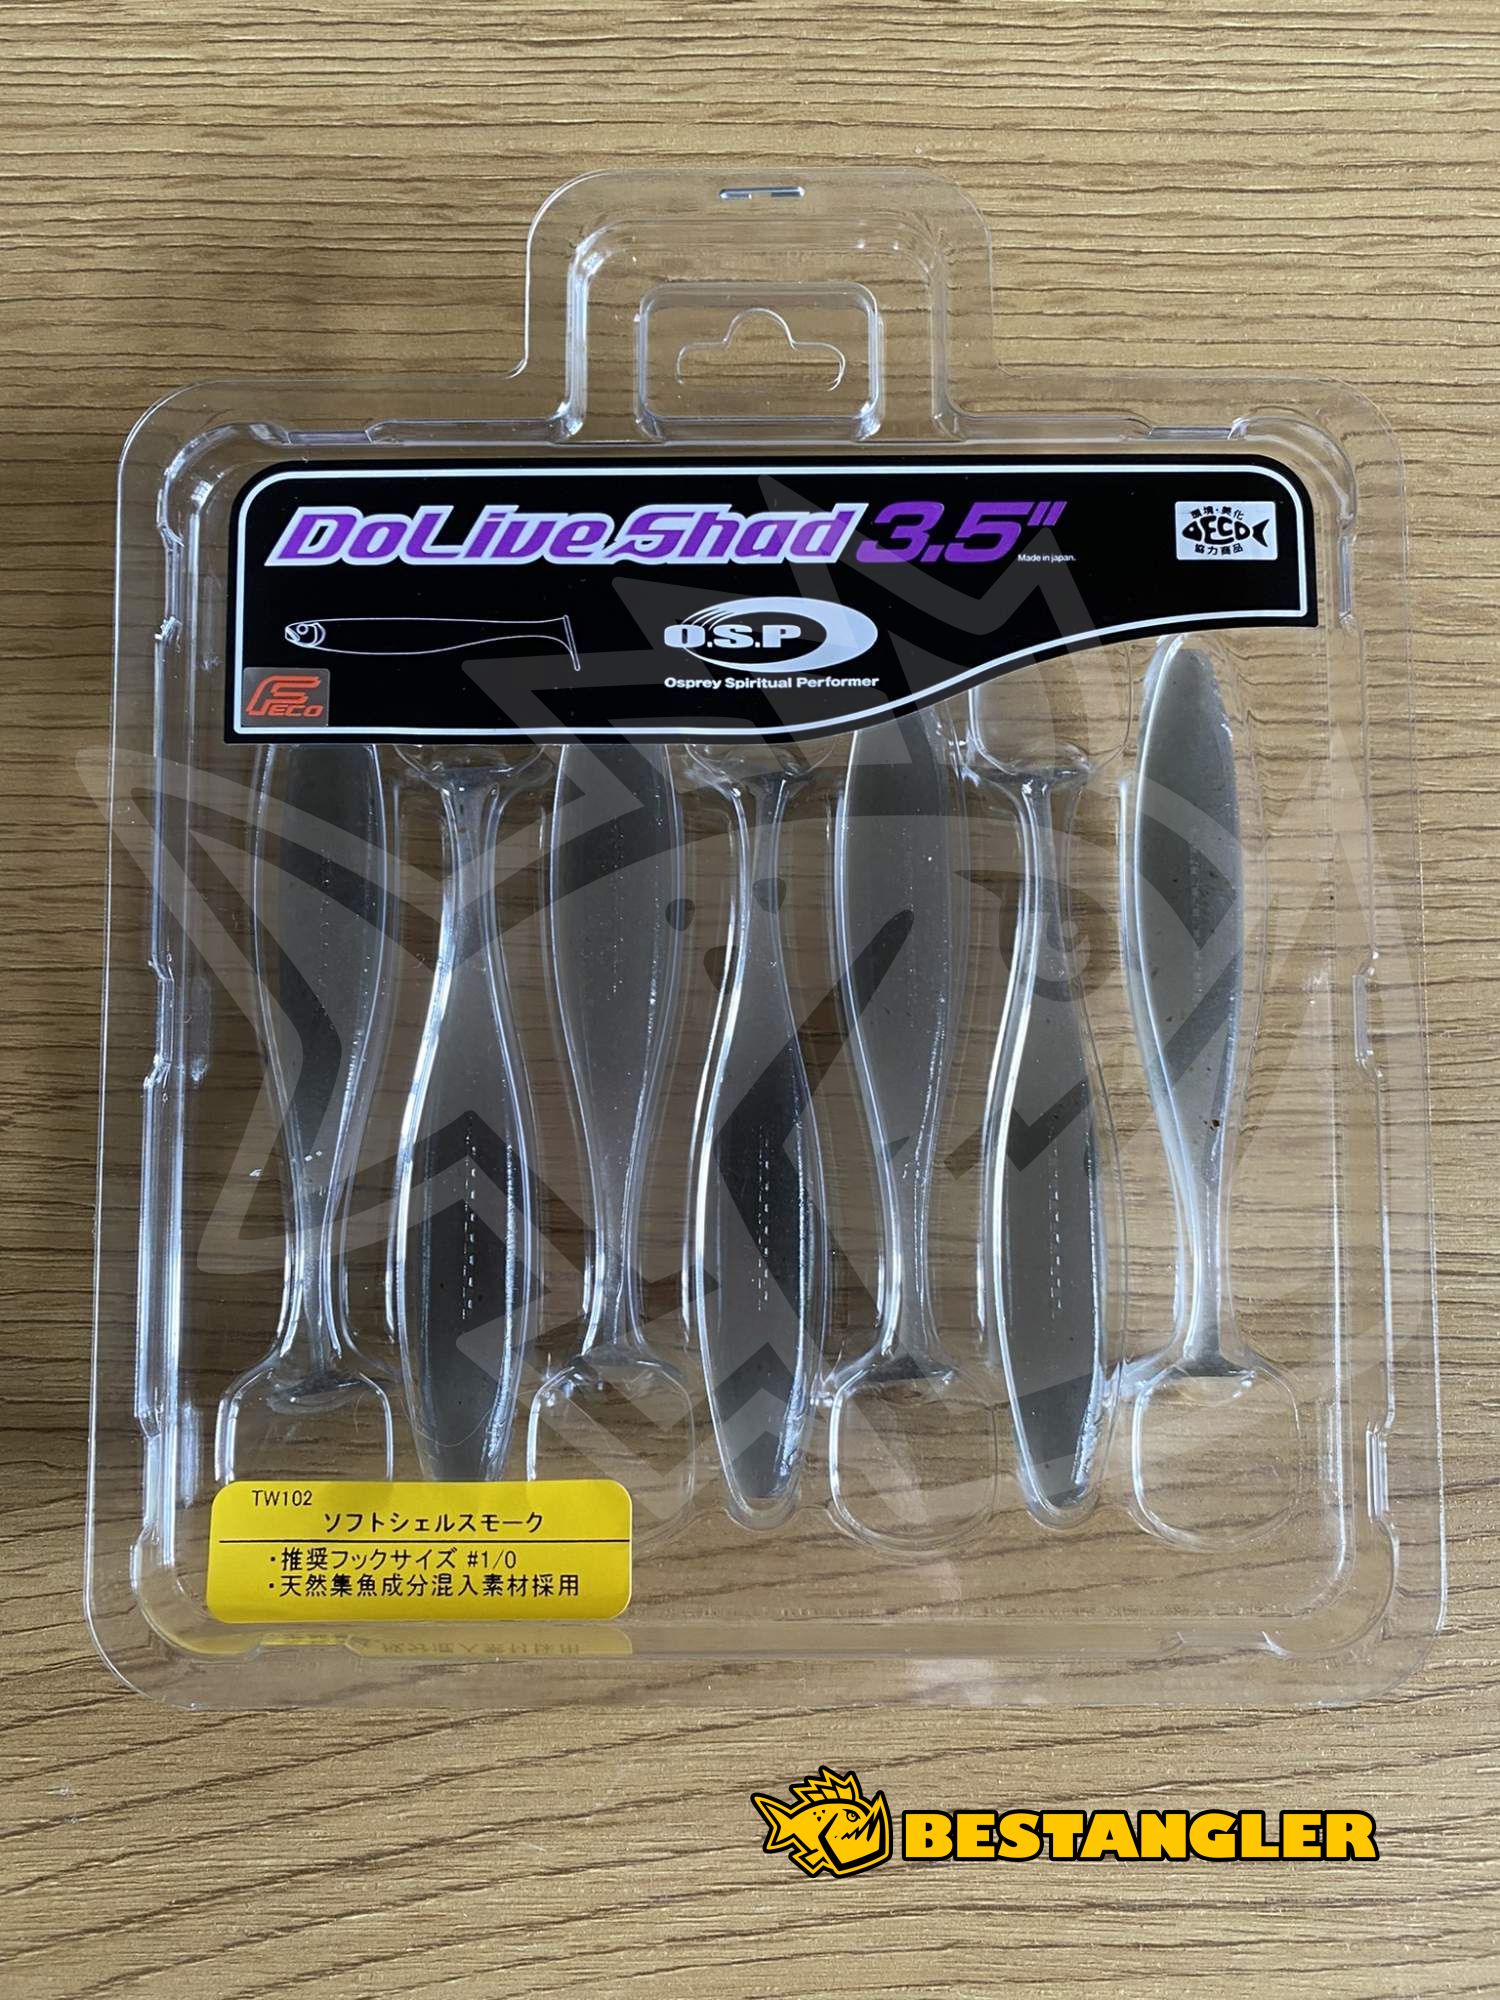 DoLive Shad 3.5"
Made in japan.
環境・美化
ECO
協力商品
O.S.P
Osprey Spiritual Performer
FECO
TW102
ソフトシェルスモーク
・推奨フックサイズ #1/0
・天然集魚成分混入素材採用
BESTANGLER